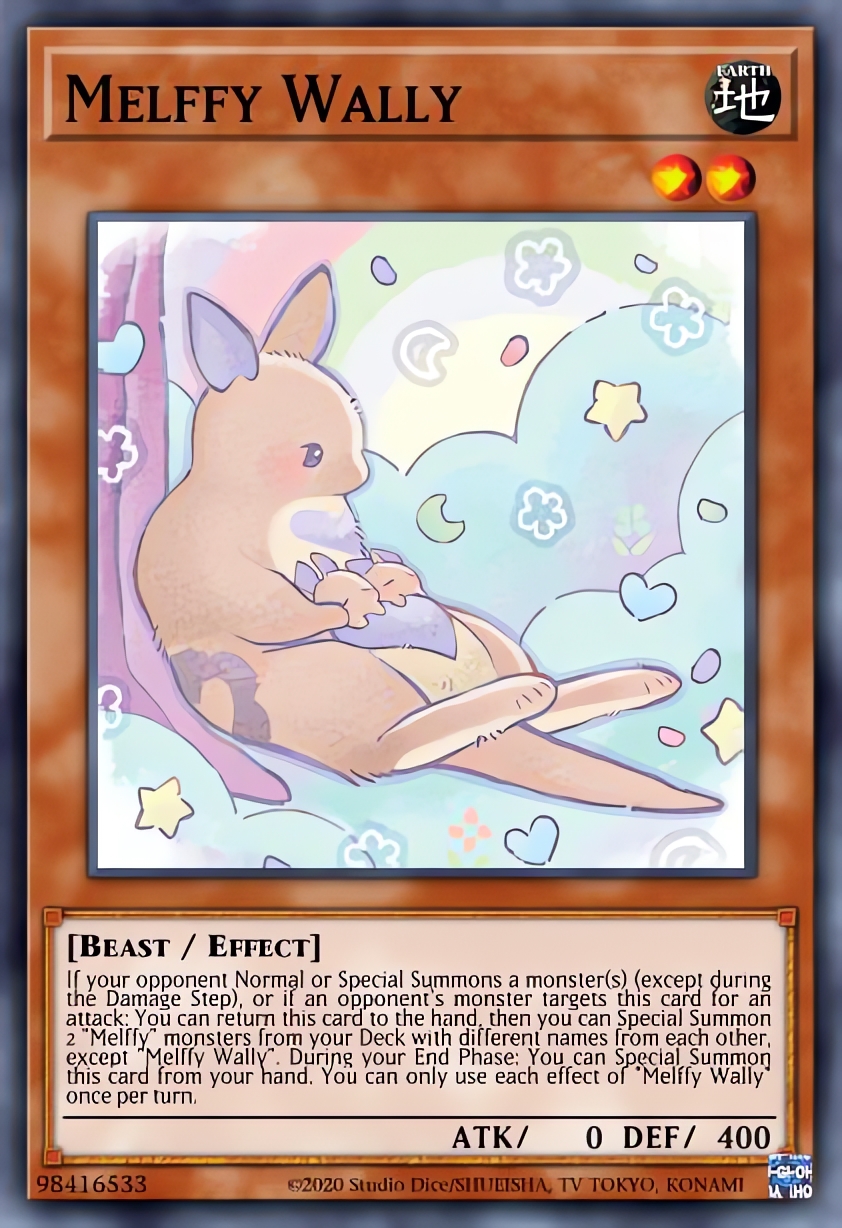 MELFFY WALLY
EARTH
地
[BEAST / EFFECT]
If your opponent Normal or Special Summons a monster(s) (except during
the Damage Step), or if an opponent's monster targets this card for an
attack: You can return this card to the hand, then you can Special Summon
2 "Melffy" monsters from your Deck with different names from each other,
except "Melffy Wally". During your End Phase: You can Special Summon
this card from your hand. You can only use each effect of "Melffy Wally"
once per turn.
ATK/ 0 DEF/ 400
98416533 ©2020 Studio Dice/SHUEISHA, TV TOKYO, KONAMI